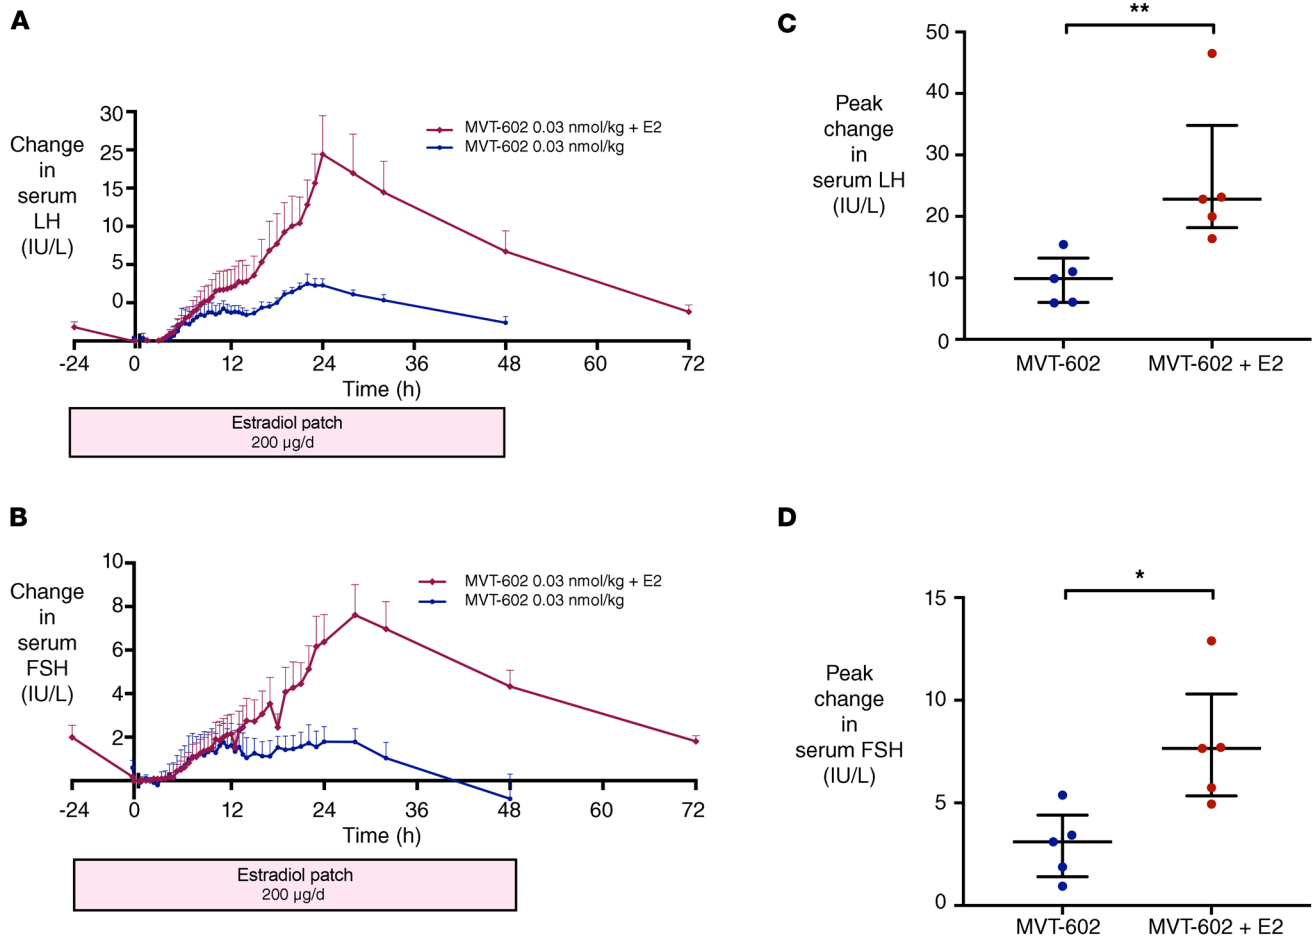 A
Change
in
serum
LH
(IU/L)
30
25
15
10
5
0
MVT-602 0.03 nmol/kg + E2
MVT-602 0.03 nmol/kg
-24 0 12 24 36 48 60 72
Time (h)
Estradiol patch
200 µg/d
B
Change
in
serum
FSH
(IU/L)
10
8
6
4
2
MVT-602 0.03 nmol/kg + E2
MVT-602 0.03 nmol/kg
-24 0 12 24 36 48 60 72
Time (h)
Estradiol patch
200 µg/d
C
**
Peak
change
in
serum LH
(IU/L)
50
40
30
20
10
0
MVT-602 MVT-602 + E2
D
*
Peak
change
in
serum FSH
(IU/L)
15
10
5
0
MVT-602 MVT-602 + E2